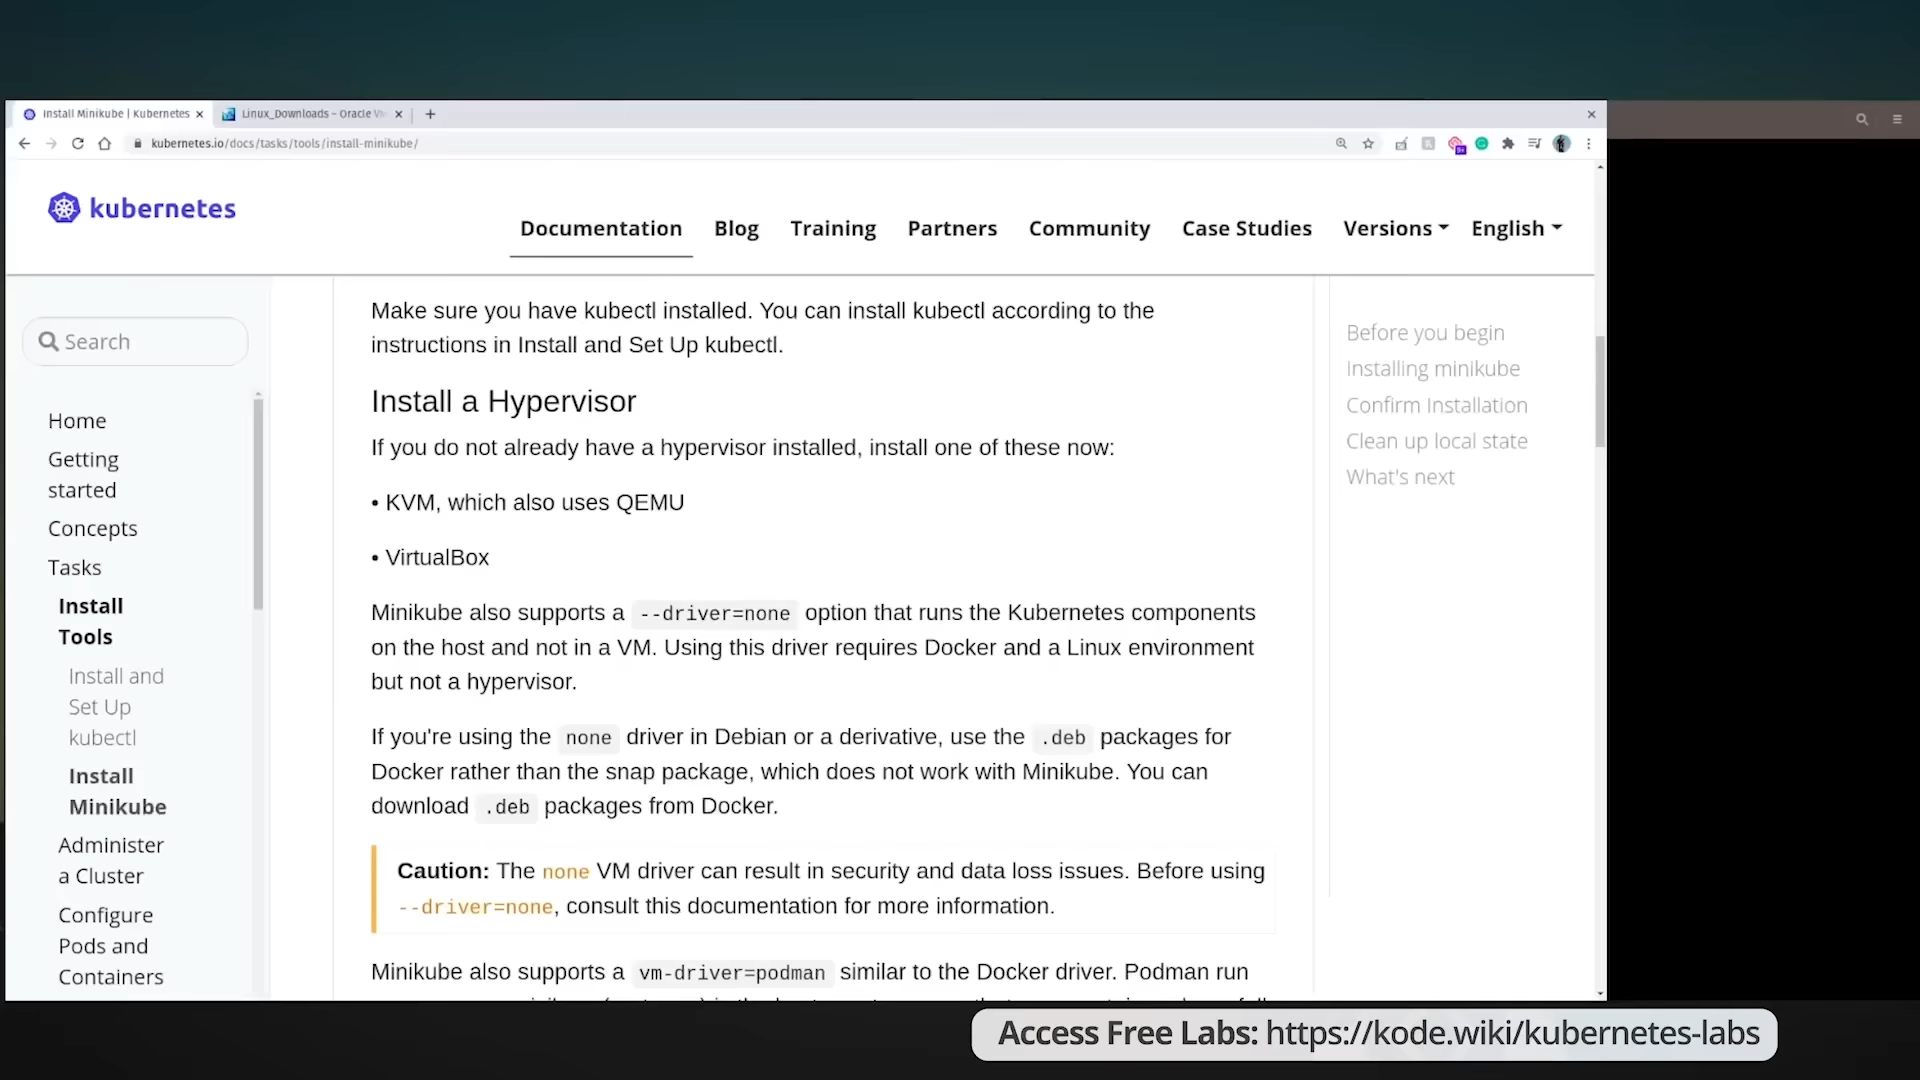 Install Minikube | Kubernetes
Linux_Downloads – Oracle V
kubernetes.io/docs/tasks/tools/install-minikube/
kubernetes
Documentation
Blog
Training
Partners
Community
Case Studies
Versions
English
Search
Home
Getting
started
Concepts
Tasks
Install
Tools
Install and
Set Up
kubectl
Install
Minikube
Administer
a Cluster
Configure
Pods and
Containers
Make sure you have kubectl installed. You can install kubectl according to the
instructions in Install and Set Up kubectl.
Install a Hypervisor
If you do not already have a hypervisor installed, install one of these now:
• KVM, which also uses QEMU
• VirtualBox
Minikube also supports a --driver=none option that runs the Kubernetes components
on the host and not in a VM. Using this driver requires Docker and a Linux environment
but not a hypervisor.
If you're using the none driver in Debian or a derivative, use the .deb packages for
Docker rather than the snap package, which does not work with Minikube. You can
download .deb packages from Docker.
Caution: The none VM driver can result in security and data loss issues. Before using
--driver=none, consult this documentation for more information.
Minikube also supports a vm-driver=podman similar to the Docker driver. Podman run
Before you begin
Installing minikube
Confirm Installation
Clean up local state
What's next
Access Free Labs: https://kode.wiki/kubernetes-labs